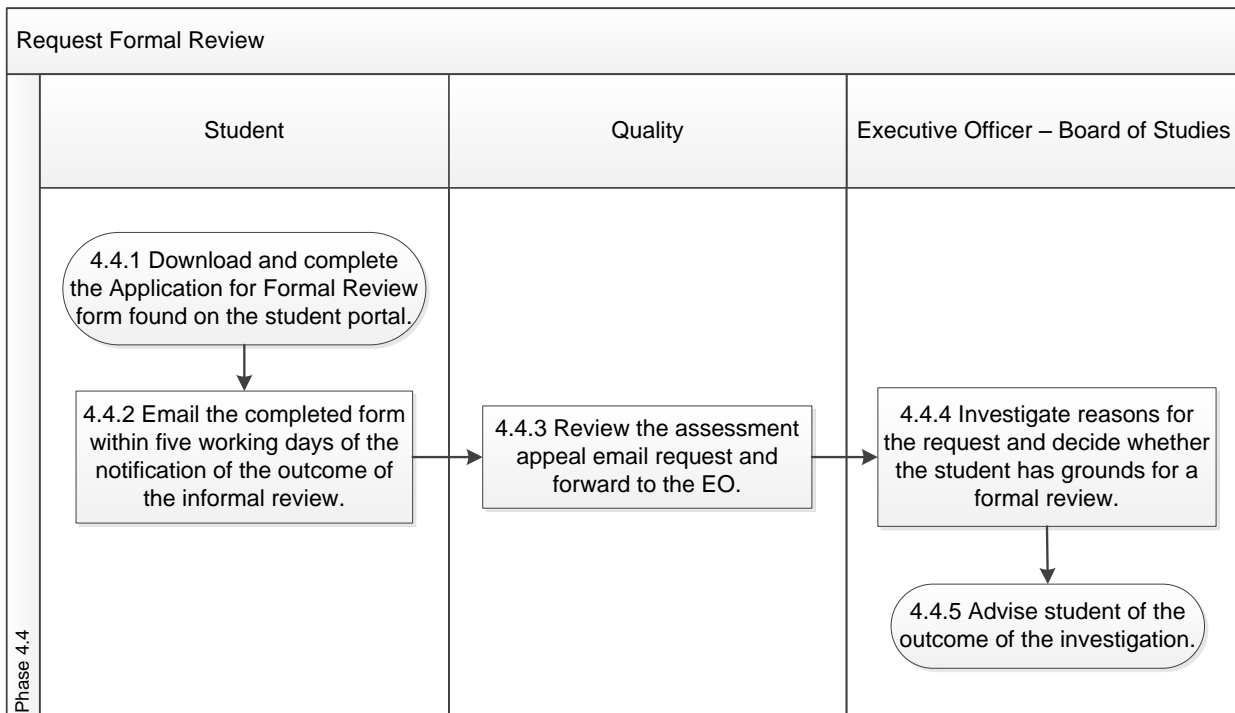 Request Formal Review
Student
Quality
Executive Officer – Board of Studies
4.4.1 Download and complete
the Application for Formal Review
form found on the student portal.
4.4.2 Email the completed form
within five working days of the
notification of the outcome of
the informal review.
4.4.3 Review the assessment
appeal email request and
forward to the EO.
4.4.4 Investigate reasons for
the request and decide whether
the student has grounds for a
formal review.
4.4.5 Advise student of the
outcome of the investigation.
Phase 4.4